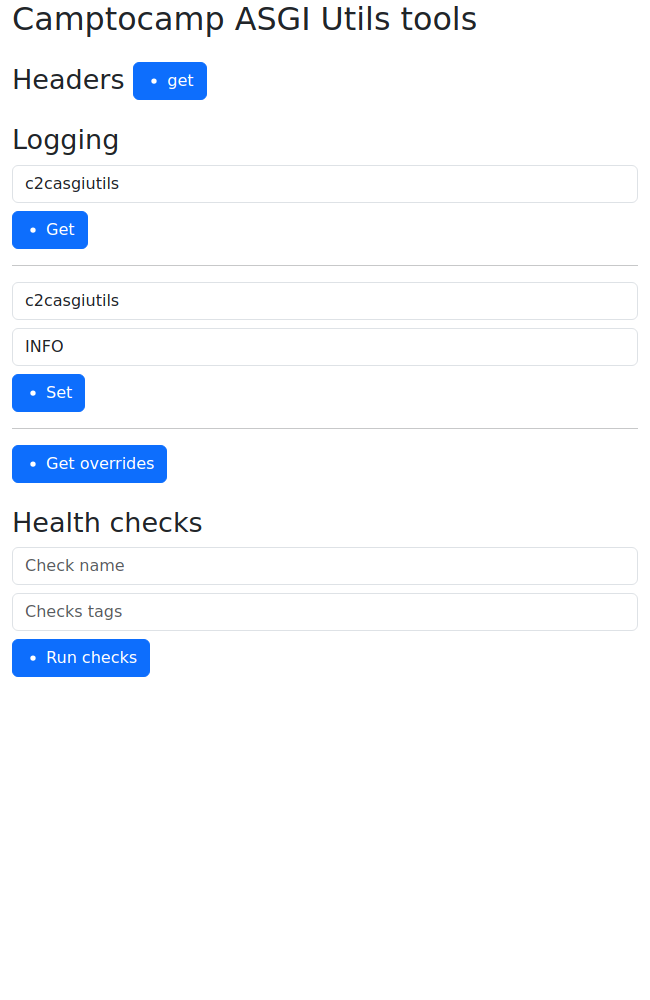 Camptocamp ASGI Utils tools
Headers • get
Logging
c2casgiutils
• Get
c2casgiutils
INFO
• Set
• Get overrides
Health checks
Check name
Checks tags
• Run checks